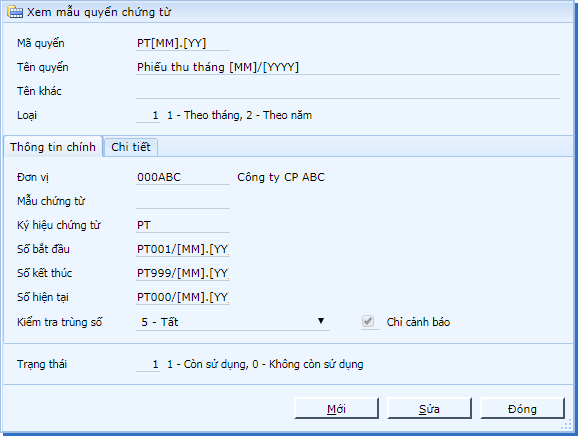 Xem mẫu quyển chứng từ
Mã quyển PT[MM].[YY]
Tên quyển Phiếu thu tháng [MM]/[YYYY]
Tên khác
Loại 1 1 - Theo tháng, 2 - Theo năm
Thông tin chính Chi tiết
Đơn vị 000ABC Công ty CP ABC
Mẫu chứng từ
Ký hiệu chứng từ PT
Số bắt đầu PT001/[MM].[YY
Số kết thúc PT999/[MM].[YY
Số hiện tại PT000/[MM].[YY
Kiểm tra trùng số 5 - Tất Chỉ cảnh báo
Trạng thái 1 1 - Còn sử dụng, 0 - Không còn sử dụng
Mới Sửa Đóng